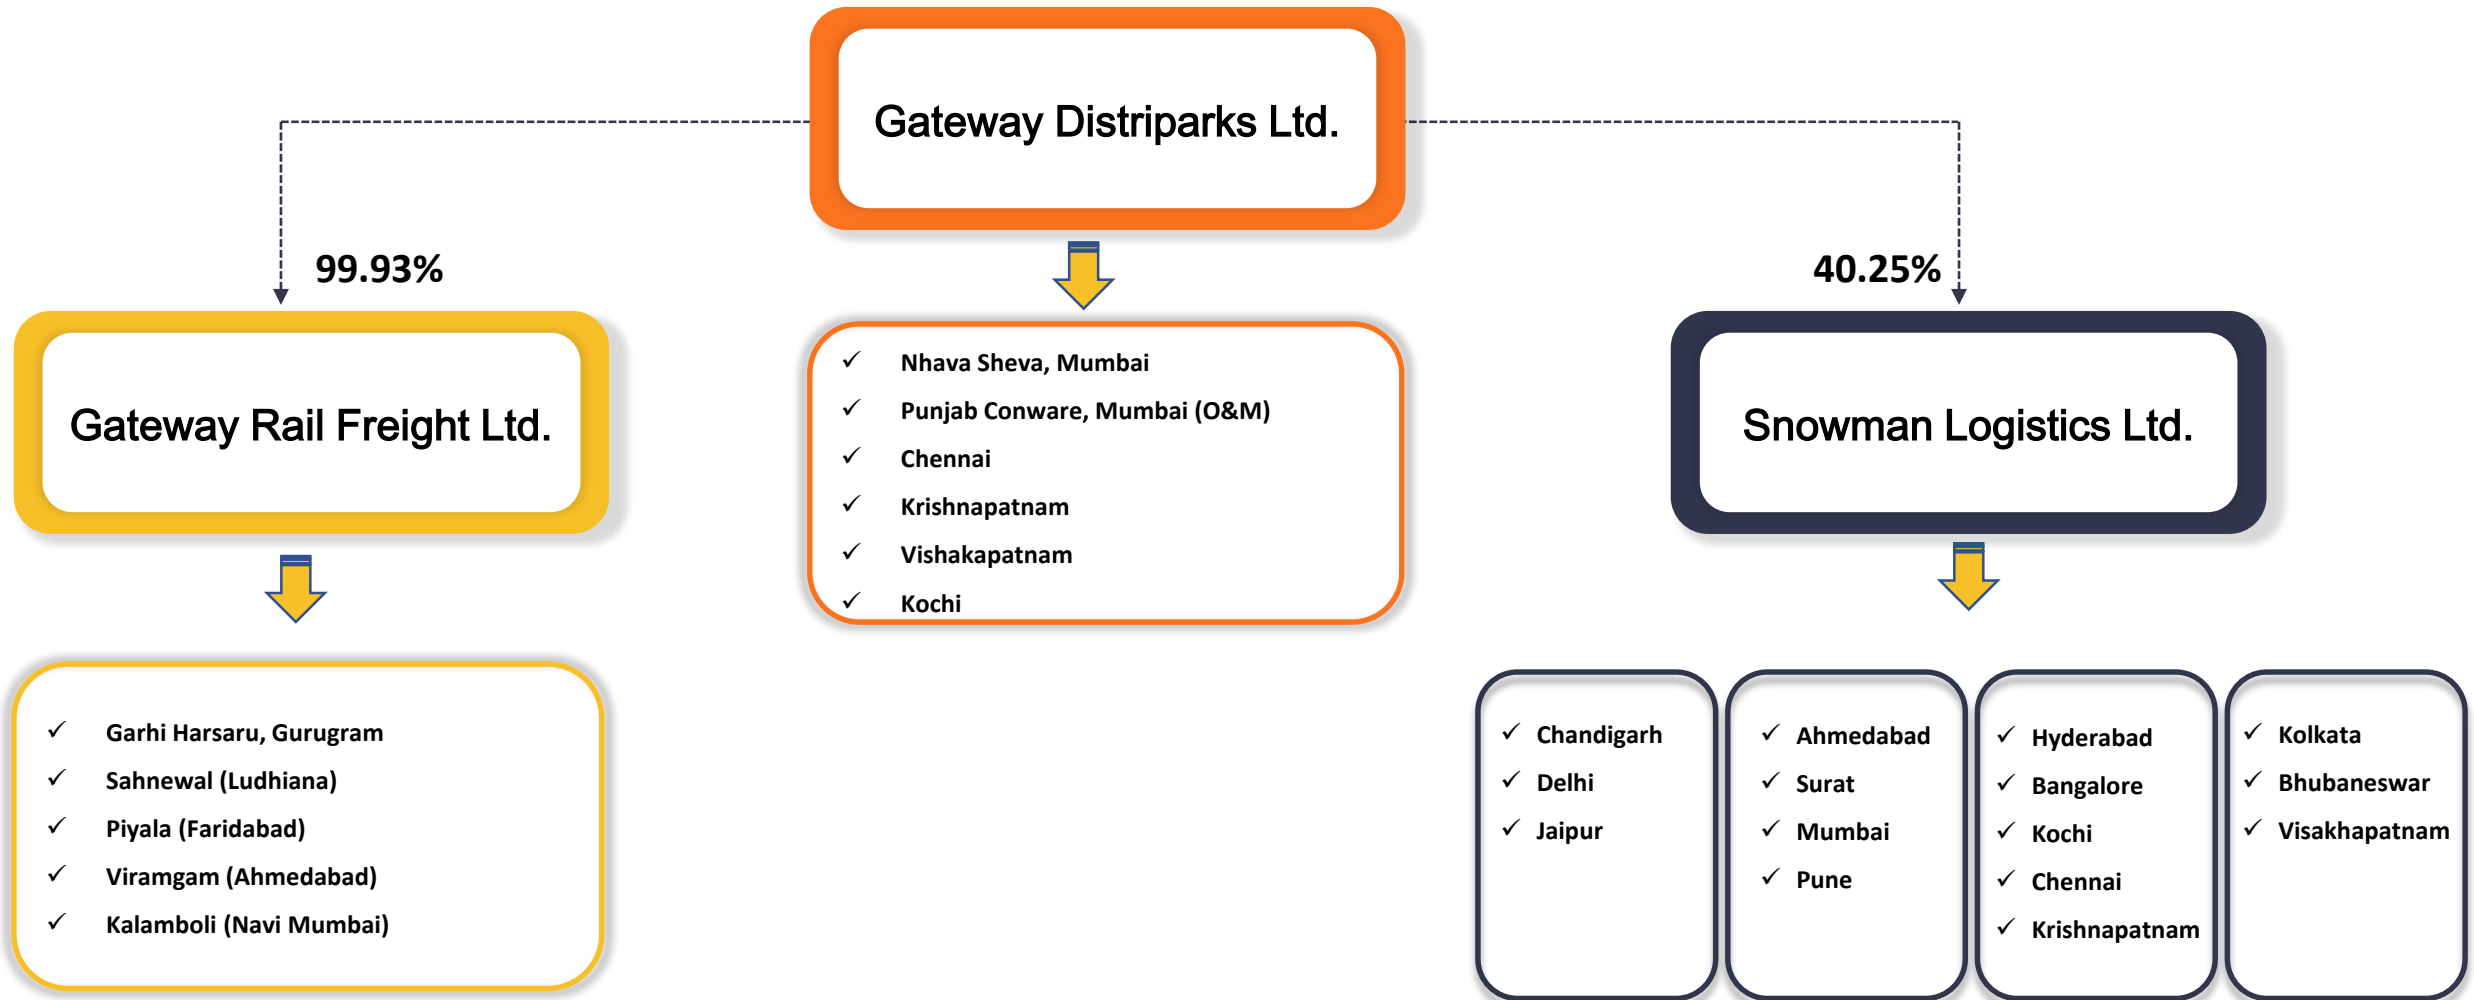 Gateway Distriparks Ltd.
99.93%
40.25%
Gateway Rail Freight Ltd.
Snowman Logistics Ltd.
Nhava Sheva, Mumbai
Punjab Conware, Mumbai (O&M)
Chennai
Krishnapatnam
Vishakapatnam
Kochi
Garhi Harsaru, Gurugram
Sahnewal (Ludhiana)
Piyala (Faridabad)
Viramgam (Ahmedabad)
Kalamboli (Navi Mumbai)
Chandigarh
Delhi
Jaipur
Ahmedabad
Surat
Mumbai
Pune
Hyderabad
Bangalore
Kochi
Chennai
Krishnapatnam
Kolkata
Bhubaneswar
Visakhapatnam